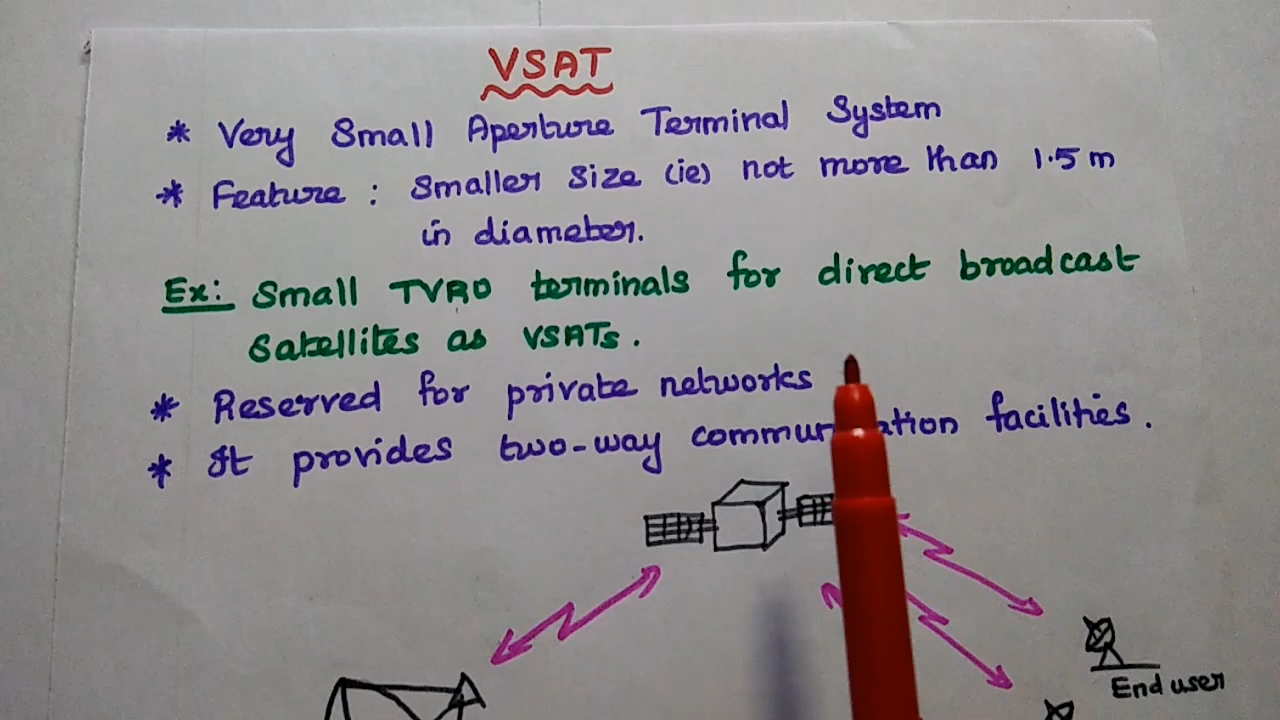 VSAT
* Very Small Aperture Terminal System
* Feature : Smaller size (ie) not more than 1.5 m
in diameter.
Ex: Small TVRO terminals for direct broadcast
Satellites as VSATs.
* Reserved for private networks
* It provides two-way facilities.
End user